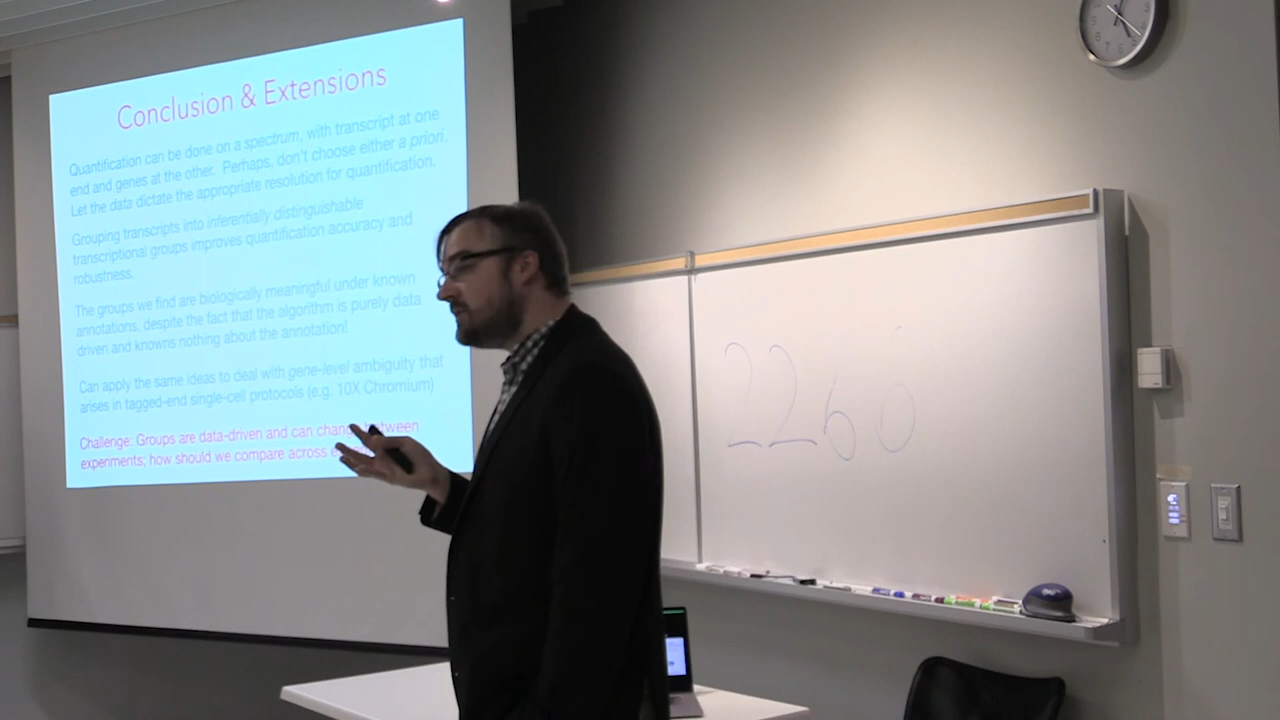 Conclusion & Extensions
Quantification can be done on a spectrum, with transcript at one
end and genes at the other. Perhaps, don't choose either a priori.
Let the data dictate the appropriate resolution for quantification.
Grouping transcripts into inferentially distinguishable
transcriptional groups improves quantification accuracy and
robustness.
The groups we find are biologically meaningful under known
annotations, despite the fact that the algorithm is purely data
driven and knowns nothing about the annotation!
Can apply the same ideas to deal with gene-level ambiguity that
arises in tagged-end single-cell protocols (e.g. 10X Chromium)
Challenge: Groups are data-driven and can change between
experiments; how should we compare across
2260